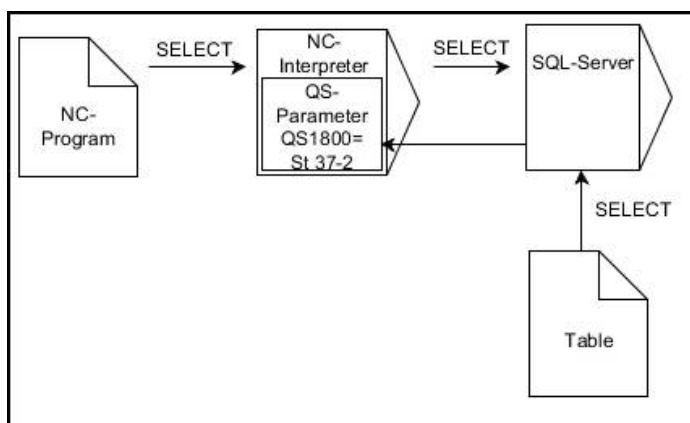 SELECT
NC-
Program
NC-
Interpreter
QS-
Parameter
QS1800=
St 37-2
SELECT
SQL-Server
SELECT
Table